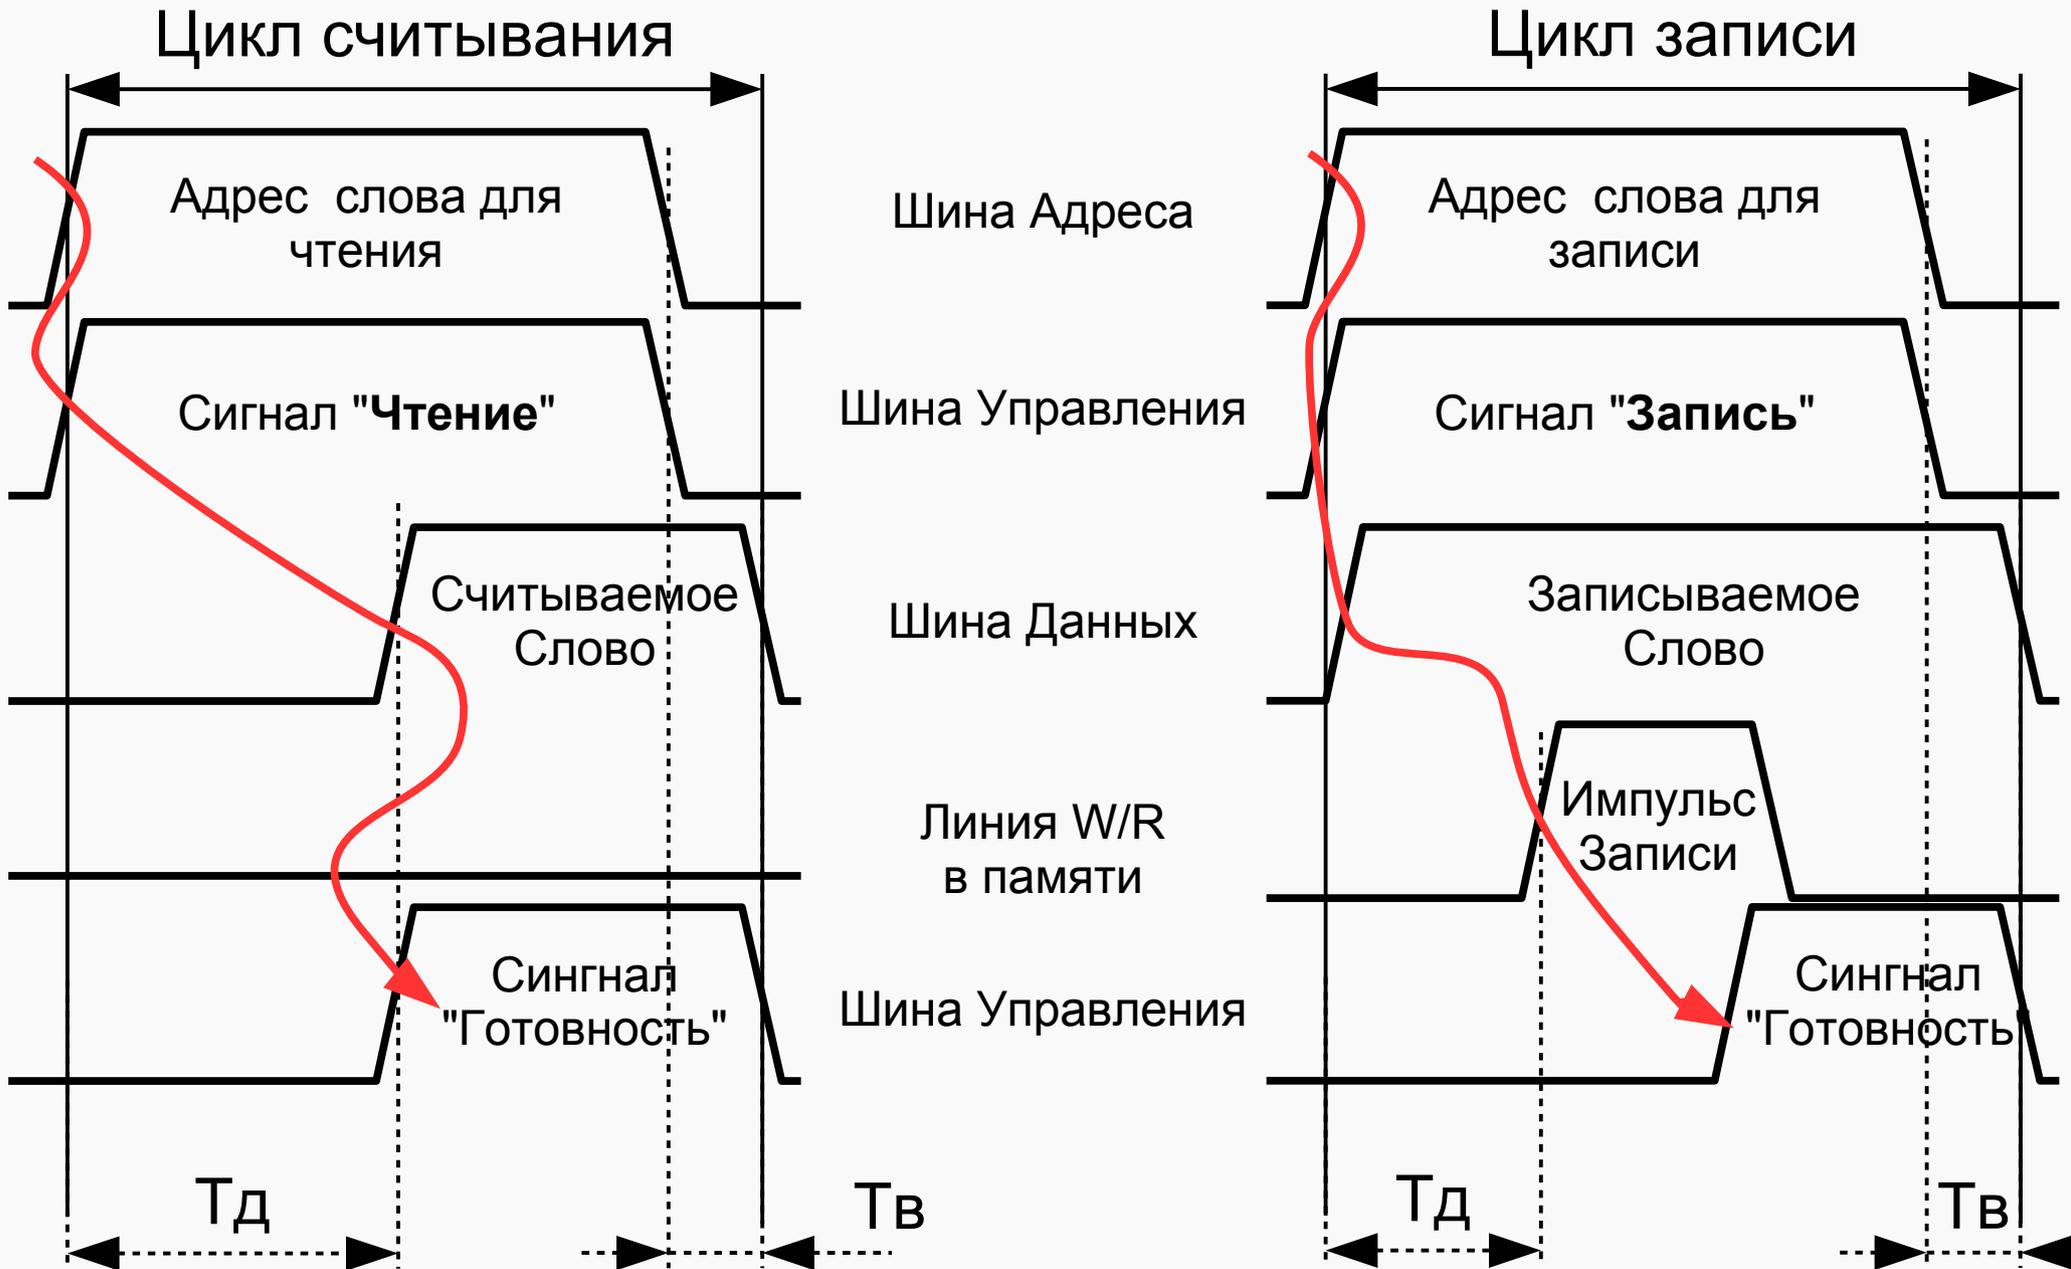 Цикл считывания
Цикл записи
Адрес слова для
чтения
Шина Адреса
Адрес слова для
записи
Сигнал "Чтение"
Шина Управления
Сигнал "Запись"
Считываемое
Слово
Шина Данных
Записываемое
Слово
Линия W/R
в памяти
Импульс
Записи
Сингнал
"Готовность"
Шина Управления
Сингнал
"Готовность"
Тд
Тв
Тд
Тв